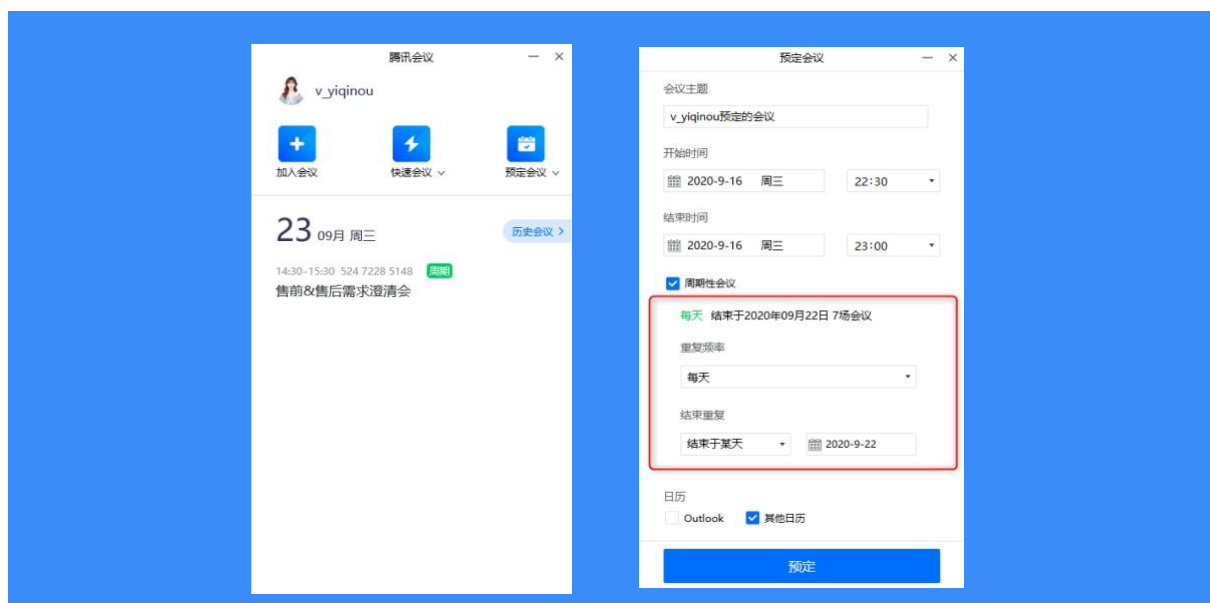 腾讯会议
v_yiqinou
加入会议
快速会议
预定会议
23 09月 周三
历史会议
14:30-15:30 524 7228 5148 周期
售前&售后需求澄清会
预定会议
会议主题
v_yiqinou预定的会议
开始时间
2020-9-16 周三 22:30
结束时间
2020-9-16 周三 23:00
周期性会议
每天 结束于2020年09月22日 7场会议
重复频率
每天
结束重复
结束于某天 2020-9-22
日历
Outlook 其他日历
预定